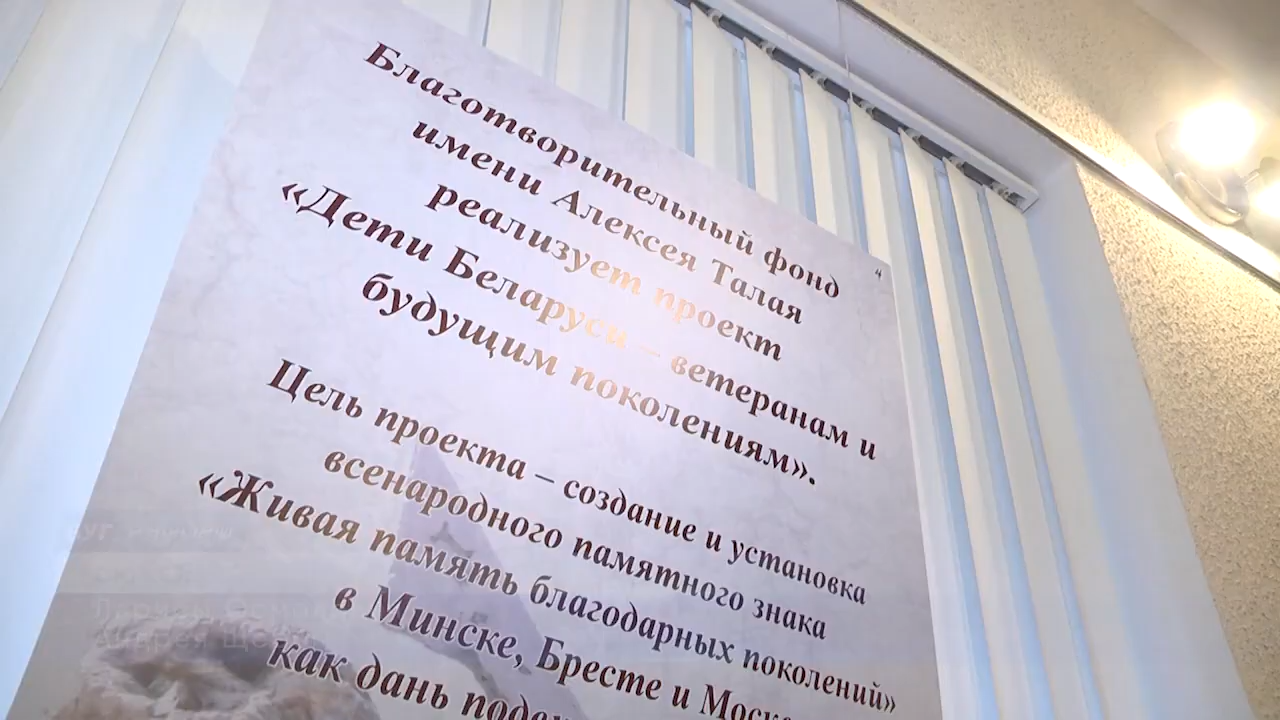 Благотворительный фонд
имени Алексея Талая
реализует проект
«Дети Беларуси – ветеранам и
будущим поколениям».
Цель проекта – создание и установка
всенародного памятного знака
«Живая память благодарных поколений»
в Минске, Бресте и
как дань